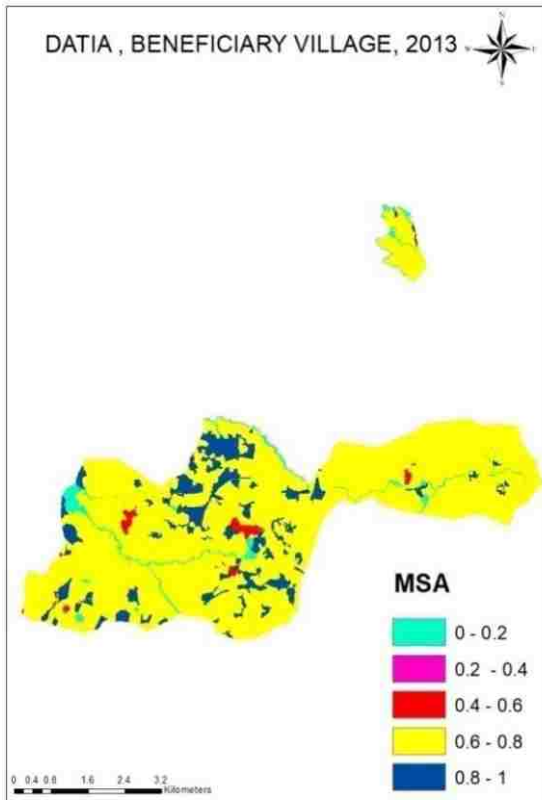 DATIA , BENEFICIARY VILLAGE, 2013
N
MSA
0 - 0.2
0.2 - 0.4
0.4 - 0.6
0.6 - 0.8
0.8 - 1
0 0.4 0.8 1.6 2.4 3.2
Kilometers